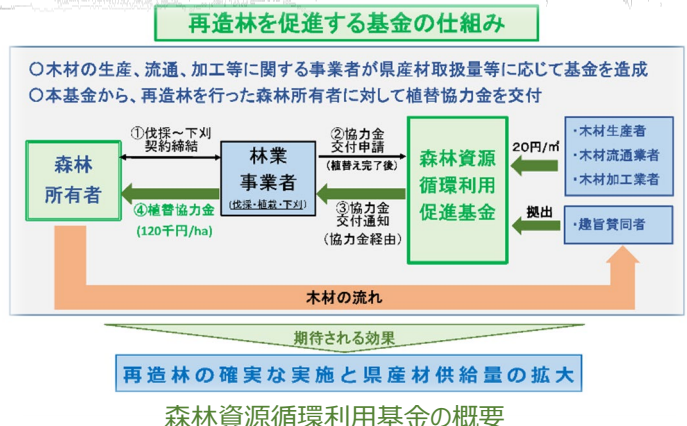 再造林を促進する基金の仕組み
〇木材の生産、流通、加工等に関する事業者が県産材取扱量等に応じて基金を造成
〇本基金から、再造林を行った森林所有者に対して植替協力金を交付
森林
所有者
①伐採～下刈
契約締結
④植替協力金
(120千円/ha)
林業
事業者
(伐採・植栽・下刈)
②協力金
交付申請
(植替え完了後)
③協力金
交付通知
(協力金経由)
森林資源
循環利用
促進基金
20円/㎥
拠出
・木材生産者
・木材流通業者
・木材加工業者
・趣旨賛同者
木材の流れ
期待される効果
再造林の確実な実施と県産材供給量の拡大
森林資源循環利用基金の概要